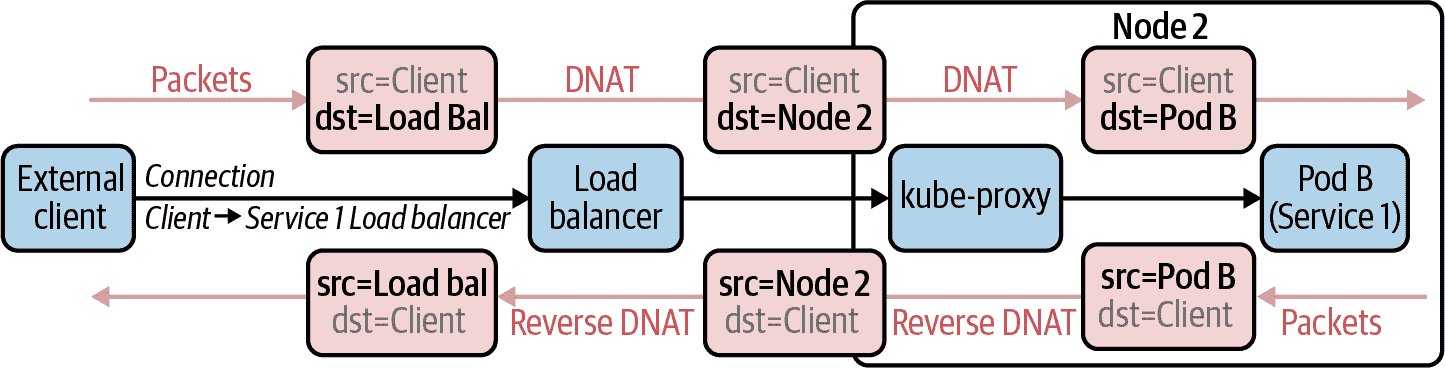 Node 2
Packets
src=Client
dst=Load Bal
DNAT
src=Client
dst=Node 2
DNAT
src=Client
dst=Pod B
External
client
Connection
Client → Service 1 Load balancer
Load
balancer
kube-proxy
Pod B
(Service 1)
src=Load bal
dst=Client
Reverse DNAT
src=Node 2
dst=Client
Reverse DNAT
src=Pod B
dst=Client
Packets